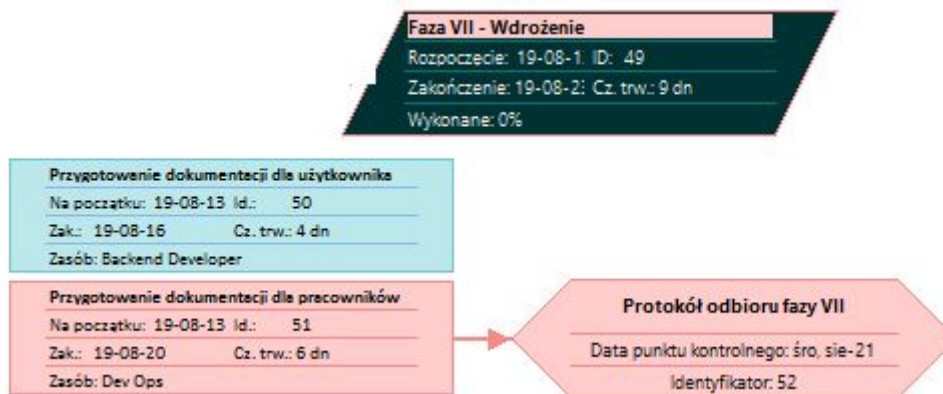 Faza VII - Wdrożenie
Rozpoczęcie: 19-08-1 ID: 49
Zakończenie: 19-08-2 Cz. trw.: 9 dn
Wykonane: 0%
Przygotowanie dokumentacji dla użytkownika
Na początku: 19-08-13 Id.: 50
Zak.: 19-08-16 Cz. trw.: 4 dn
Zasób: Backend Developer
Przygotowanie dokumentacji dla pracowników
Na początku: 19-08-13 Id.: 51
Zak.: 19-08-20 Cz. trw.: 6 dn
Zasób: Dev Ops
Protokół odbioru fazy VII
Data punktu kontrolnego: śro, sie-21
Identyfikator: 52